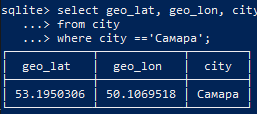 sqlite> select geo_lat, geo_lon, city
...> from city
...> where city =='Самара';
geo_lat geo_lon city
53.1950306 50.1069518 Самара